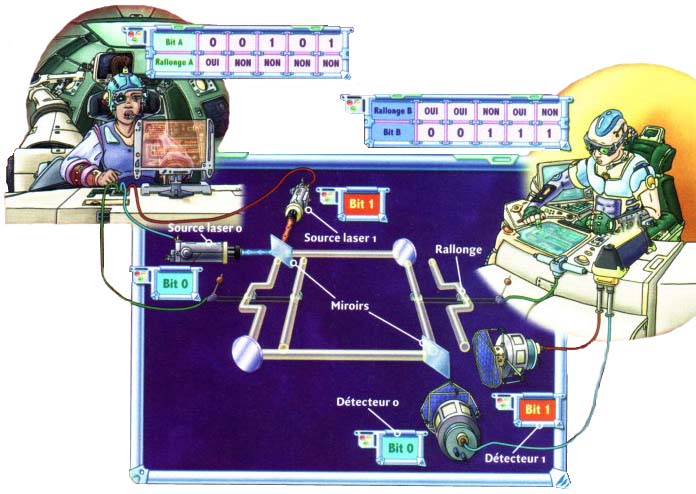 Bit A 0 0 1 0 1
Rallonge A OUI NON NON NON NON
Rallonge B OUI OUI NON OUI NON
Bit B 0 0 1 1 1
Bit 1
Source laser 0
Source laser 1
Rallonge
Bit 0
Miroirs
Détecteur 0
Bit 1
Bit 0
Détecteur 1